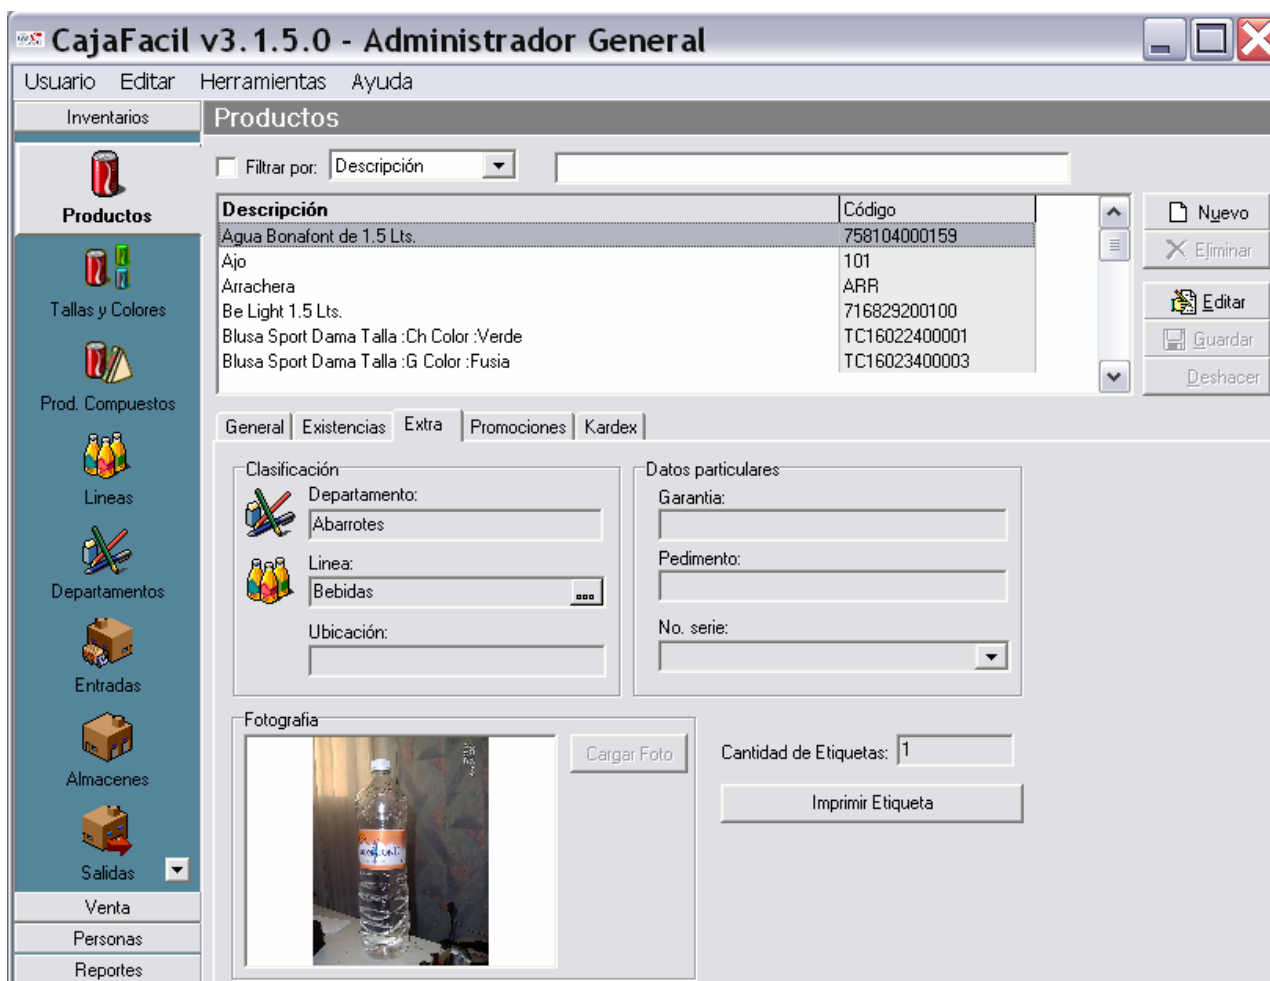 CajaFacil v3.1.5.0 - Administrador General
Usuario Editar Herramientas Ayuda
Inventarios
Productos
Filtrar por: Descripción
Productos
Descripción Código
Agua Bonafont de 1.5 Lts. 758104000159
Ajo 101
Arrachera ARR
Be Light 1.5 Lts. 716829200100
Blusa Sport Dama Talla :Ch Color :Verde TC16022400001
Blusa Sport Dama Talla :G Color :Fusia TC16023400003
Nuevo
Eliminar
Editar
Guardar
Deshacer
Tallas y Colores
Prod. Compuestos
Lineas
Departamentos
Entradas
Almacenes
Salidas
Venta
Personas
Reportes
General Existencias Extra Promociones Kardex
Clasificación
Departamento:
Abarrotes
Linea:
Bebidas
...
Ubicación:
Datos particulares
Garantia:
Pedimento:
No. serie:
Fotografia
Cargar Foto
Cantidad de Etiquetas: 1
Imprimir Etiqueta